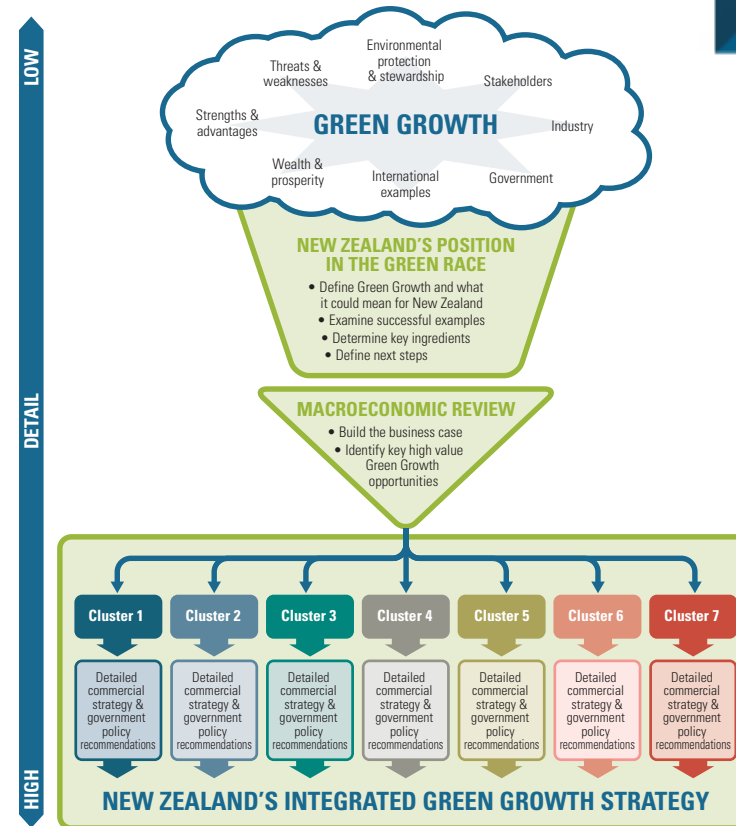 LOW
DETAIL
HIGH
Environmental
protection
& stewardship
Threats &
weaknesses
Stakeholders
Strengths &
advantages
GREEN GROWTH
Industry
Wealth &
prosperity
International
examples
Government
NEW ZEALAND'S POSITION
IN THE GREEN RACE
• Define Green Growth and what
it could mean for New Zealand
• Examine successful examples
• Determine key ingredients
• Define next steps
MACROECONOMIC REVIEW
• Build the business case
• Identify key high value
Green Growth
opportunities
Cluster 1
Cluster 2
Cluster 3
Cluster 4
Cluster 5
Cluster 6
Cluster 7
Detailed
commercial
strategy &
government
policy
recommendations
Detailed
commercial
strategy &
government
policy
recommendations
Detailed
commercial
strategy &
government
policy
recommendations
Detailed
commercial
strategy &
government
policy
recommendations
Detailed
commercial
strategy &
government
policy
recommendations
Detailed
commercial
strategy &
government
policy
recommendations
Detailed
commercial
strategy &
government
policy
recommendations
NEW ZEALAND'S INTEGRATED GREEN GROWTH STRATEGY